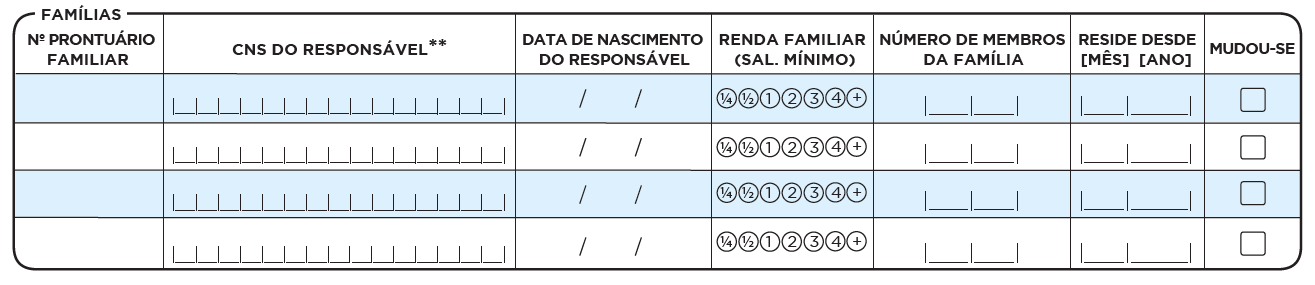 FAMÍLIAS
Nº PRONTUÁRIO FAMILIAR
CNS DO RESPONSÁVEL**
DATA DE NASCIMENTO DO RESPONSÁVEL
RENDA FAMILIAR (SAL. MÍNIMO)
NÚMERO DE MEMBROS DA FAMÍLIA
RESIDE DESDE [MÊS] [ANO]
MUDOU-SE
/ / ¼ ½ 1 2 3 4 +
/ / ¼ ½ 1 2 3 4 +
/ / ¼ ½ 1 2 3 4 +
/ / ¼ ½ 1 2 3 4 +